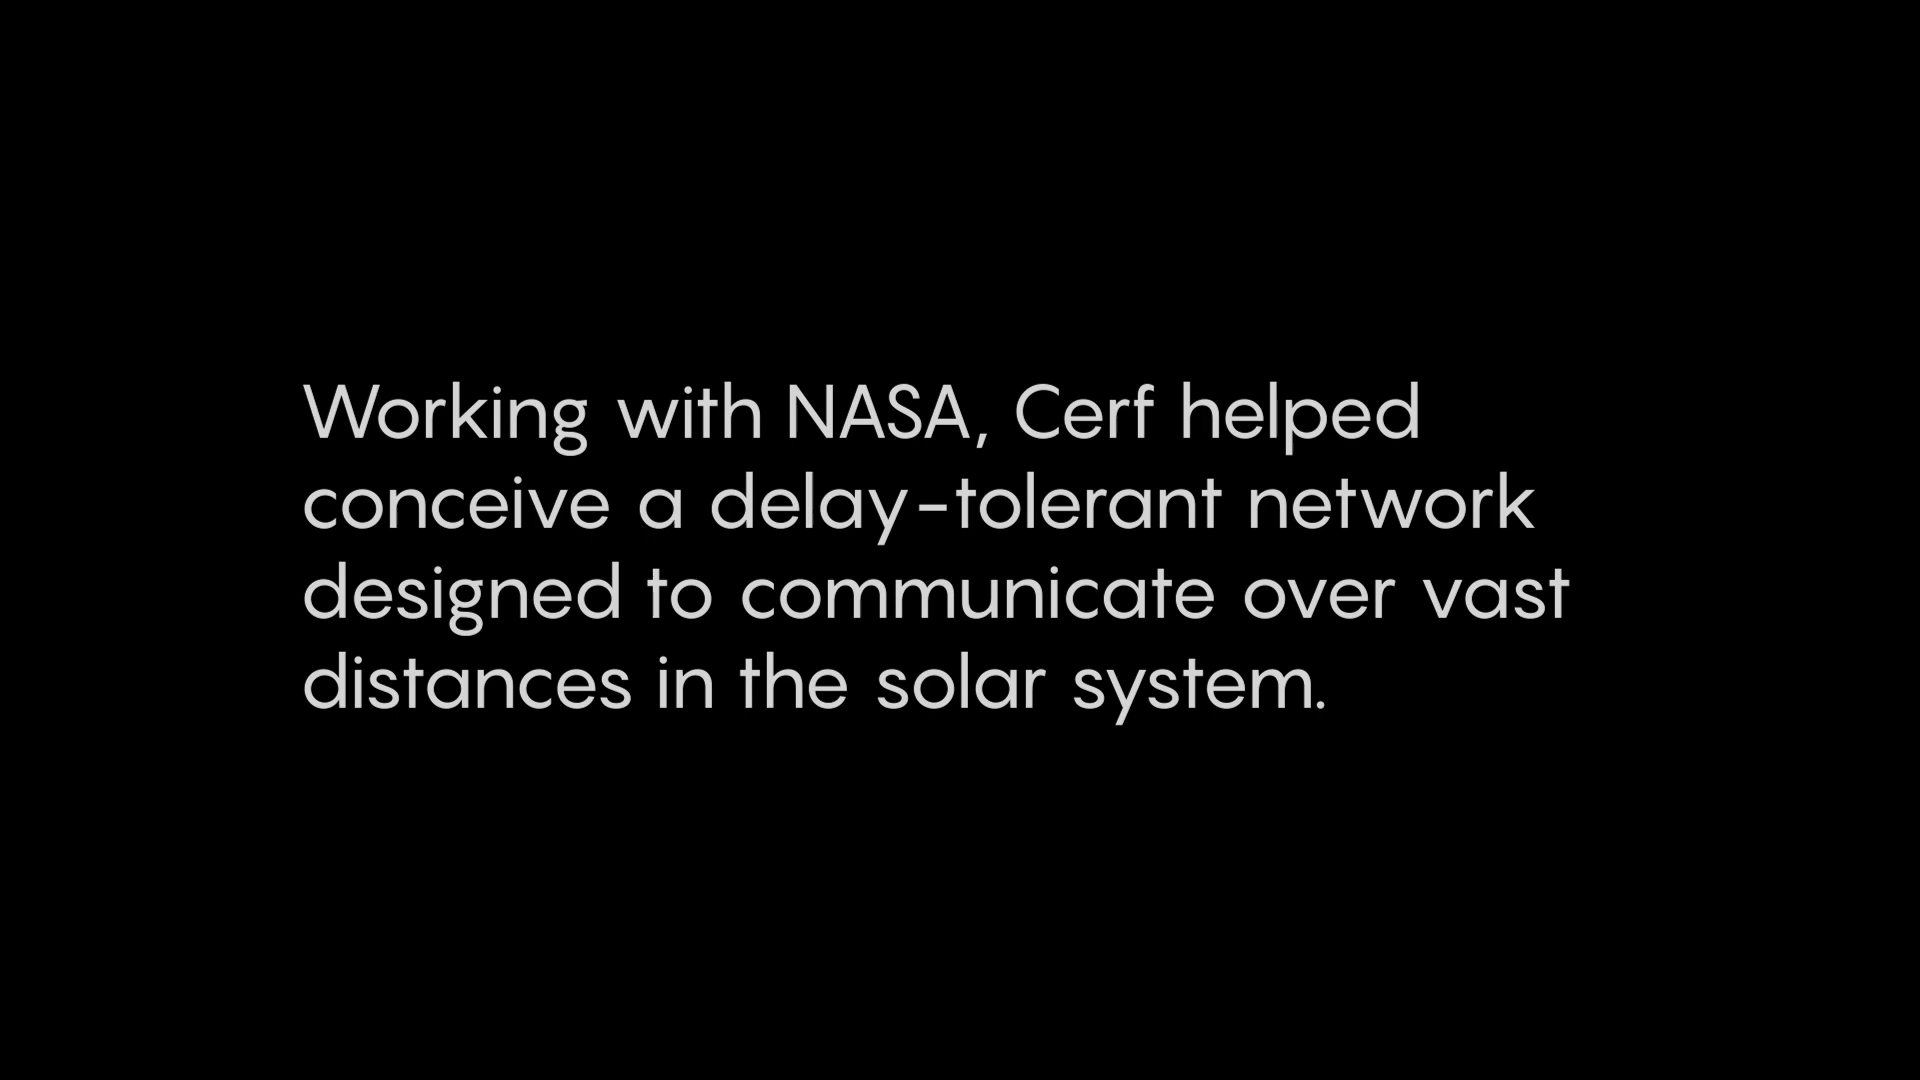 Working with NASA, Cerf helped
conceive a delay-tolerant network
designed to communicate over vast
distances in the solar system.